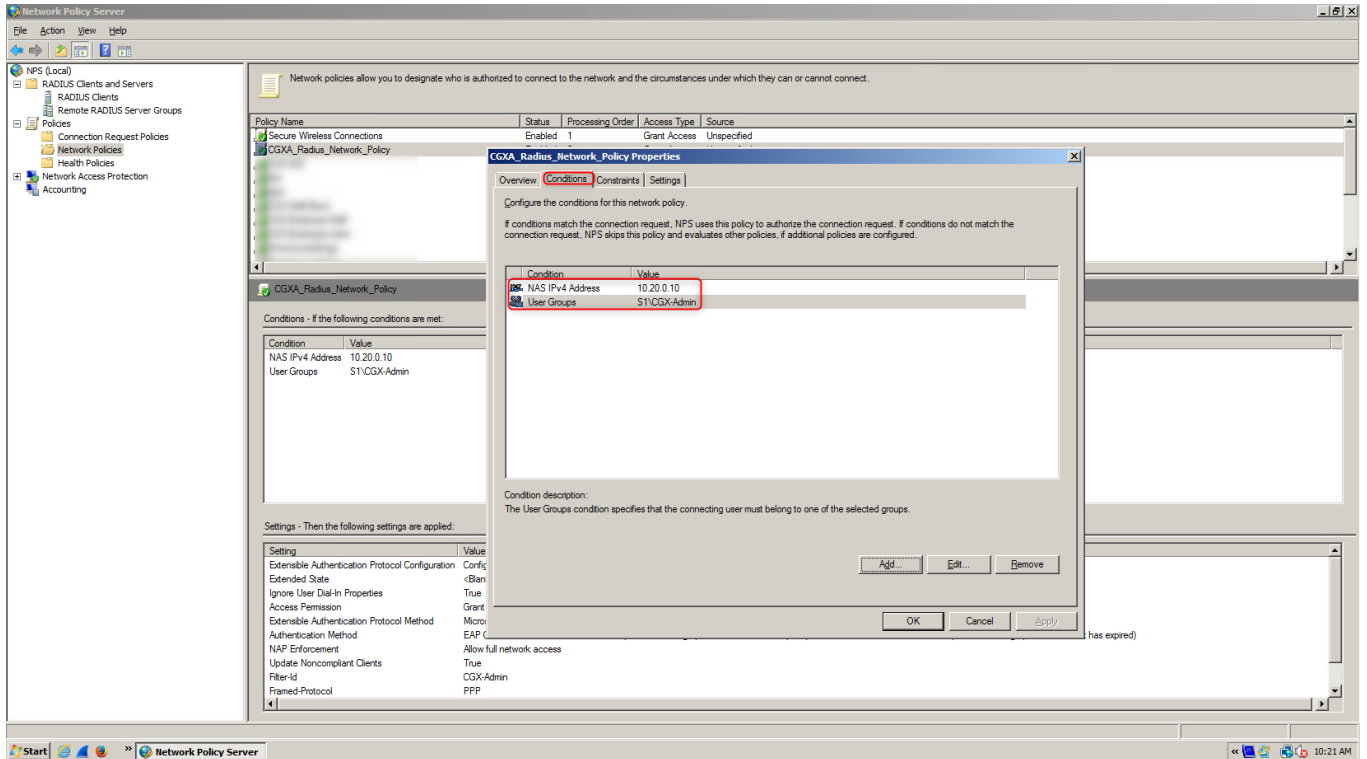 Network Policy Server
File Action View Help
NPS (Local)
RADIUS Clients and Servers
RADIUS Clients
Remote RADIUS Server Groups
Policies
Connection Request Policies
Network Policies
Health Policies
Network Access Protection
Accounting
Network policies allow you to designate who is authorized to connect to the network and the circumstances under which they can or cannot connect.
Policy Name Status Processing Order Access Type Source
Secure Wireless Connections Enabled 1 Grant Access Unspecified
CGXA_Radius_Network_Policy
CGXA_Radius_Network_Policy Properties
Overview Conditions Constraints Settings
Configure the conditions for this network policy.
If conditions match the connection request, NPS uses this policy to authorize the connection request. If conditions do not match the
connection request, NPS skips this policy and evaluates other policies, if additional policies are configured.
Condition Value
NAS IPv4 Address 10.20.0.10
User Groups S1\CGX-Admin
Condition description:
The User Groups condition specifies that the connecting user must belong to one of the selected groups.
Add... Edit... Remove
OK Cancel Apply
CGXA_Radius_Network_Policy
Conditions - If the following conditions are met:
Condition Value
NAS IPv4 Address 10.20.0.10
User Groups S1\CGX-Admin
Settings - Then the following settings are applied:
Setting Value
Extensible Authentication Protocol Configuration Config
Extended State <Blan
Ignore User Dial-In Properties True
Access Permission Grant
Extensible Authentication Protocol Method Micros
Authentication Method EAP has expired)
NAP Enforcement Allow full network access
Update Noncompliant Clients True
Filter-Id CGX-Admin
Framed-Protocol PPP
Start Network Policy Server 10:21 AM